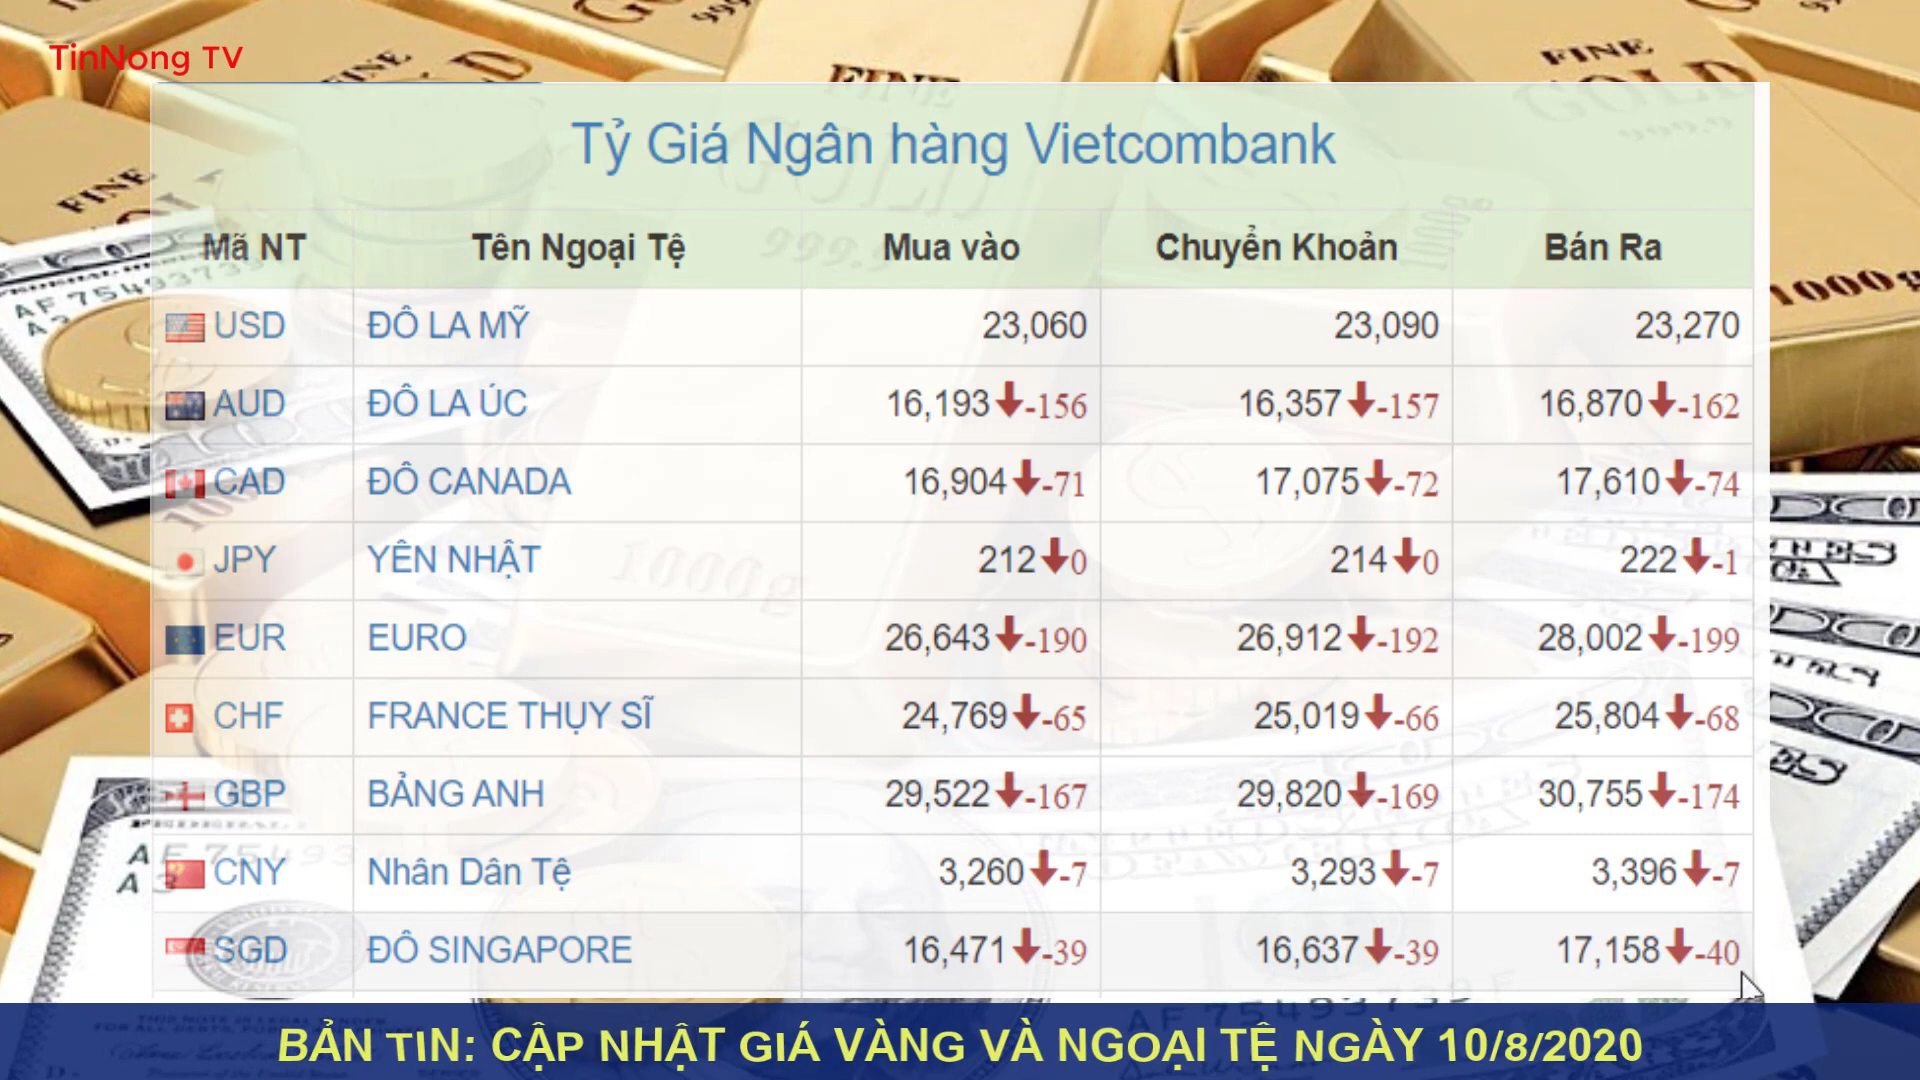 TinNong TV
FINE
FINE
GOLD
FINE
Tỷ Giá Ngân hàng Vietcombank
Mã NT Tên Ngoại Tệ Mua vào Chuyển Khoản Bán Ra
USD ĐÔ LA MỸ 23,060 23,090 23,270
AUD ĐÔ LA ÚC 16,193 -156 16,357 -157 16,870 -162
CAD ĐÔ CANADA 16,904 -71 17,075 -72 17,610 -74
JPY YÊN NHẬT 212 0 214 0 222 -1
EUR EURO 26,643 -190 26,912 -192 28,002 -199
CHF FRANCE THỤY SĨ 24,769 -65 25,019 -66 25,804 -68
GBP BẢNG ANH 29,522 -167 29,820 -169 30,755 -174
CNY Nhân Dân Tệ 3,260 -7 3,293 -7 3,396 -7
SGD ĐÔ SINGAPORE 16,471 -39 16,637 -39 17,158 -40
1000g
1000g
BẢN TIN: CẬP NHẬT GIÁ VÀNG VÀ NGOẠI TỆ NGÀY 10/8/2020